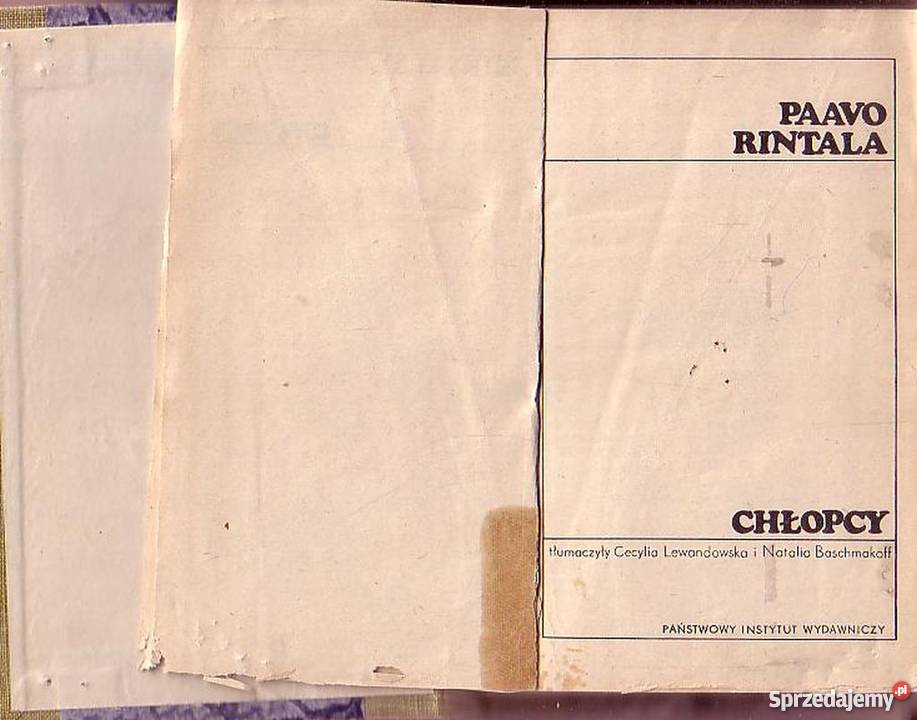 PAAVO
RINTALA
CHŁOPCY
tłumaczyły Cecylia Lewandowska i Natalia Baschmakoff
PAŃSTWOWY INSTYTUT WYDAWNICZY
Sprzedajemy.pl